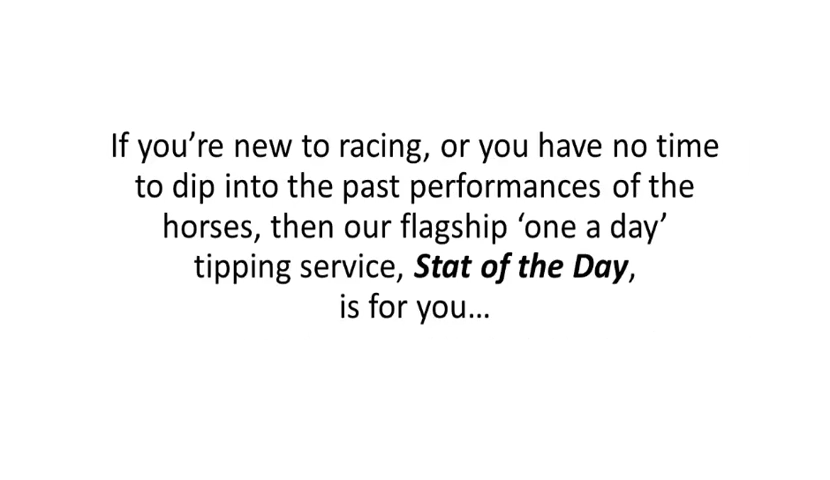 If you’re new to racing, or you have no time
to dip into the past performances of the
horses, then our flagship ‘one a day’
tipping service, Stat of the Day,
is for you…